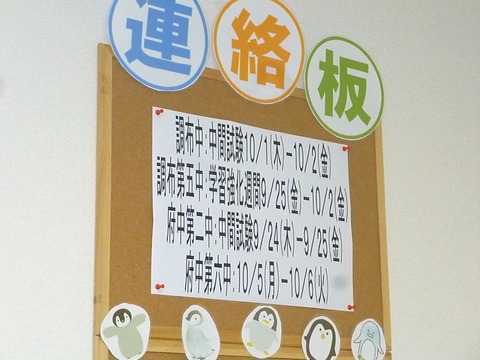 連絡板
調布中:中間試験10/1(木)－10/2(金)
調布第五中:学習強化週間9/25(金)－10/2(金)
府中第二中:中間試験9/24(木)－9/25(金)
府中第六中:10/5(月)－10/6(火)